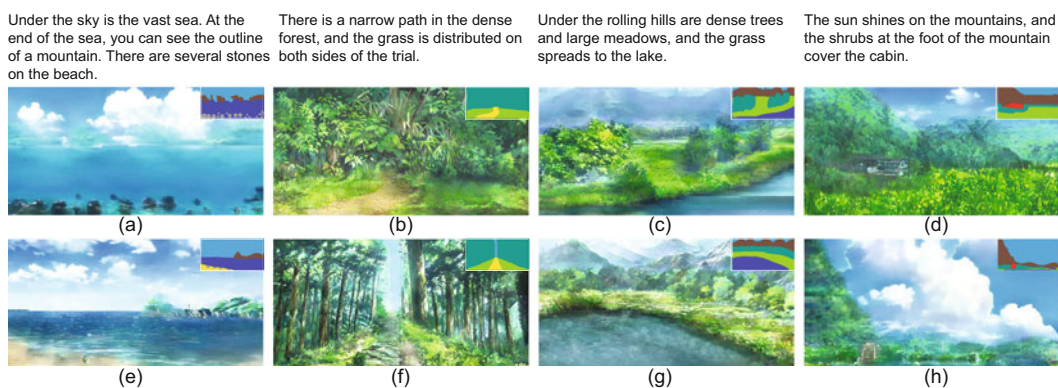 Under the sky is the vast sea. At the
end of the sea, you can see the outline
of a mountain. There are several stones
on the beach.
There is a narrow path in the dense
forest, and the grass is distributed on
both sides of the trial.
Under the rolling hills are dense trees
and large meadows, and the grass
spreads to the lake.
The sun shines on the mountains, and
the shrubs at the foot of the mountain
cover the cabin.
(a)
(b)
(c)
(d)
(e)
(f)
(g)
(h)